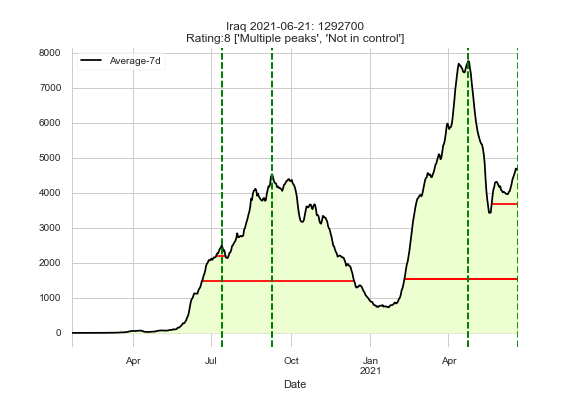 Iraq 2021-06-21: 1292700
Rating:8 ['Multiple peaks', 'Not in control']
Average-7d
8000
7000
6000
5000
4000
3000
2000
1000
0
Apr
Jul
Oct
Jan
2021
Apr
Date